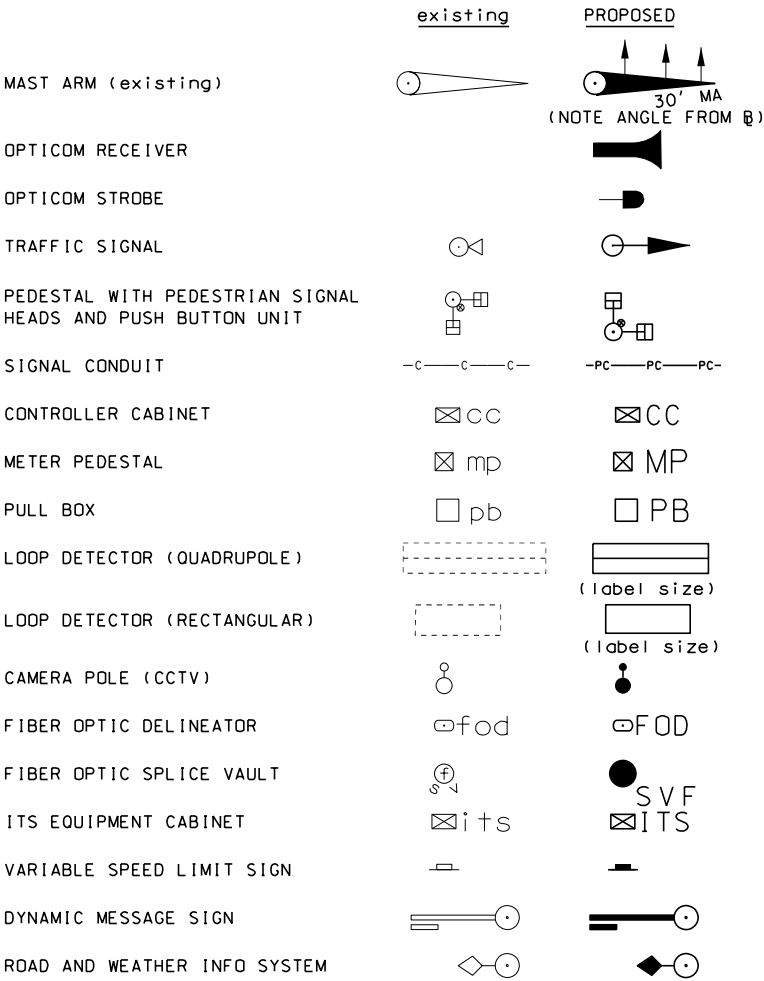 existing PROPOSED
MAST ARM (existing)
30' MA
(NOTE ANGLE FROM ℄)
OPTICOM RECEIVER
OPTICOM STROBE
TRAFFIC SIGNAL
PEDESTAL WITH PEDESTRIAN SIGNAL
HEADS AND PUSH BUTTON UNIT
SIGNAL CONDUIT C C C PC PC PC
CONTROLLER CABINET cc CC
METER PEDESTAL mp MP
PULL BOX pb PB
LOOP DETECTOR (QUADRUPOLE)
(label size)
LOOP DETECTOR (RECTANGULAR)
(label size)
CAMERA POLE (CCTV)
FIBER OPTIC DELINEATOR fod FOD
FIBER OPTIC SPLICE VAULT f
s v SVF
ITS EQUIPMENT CABINET its ITS
VARIABLE SPEED LIMIT SIGN
DYNAMIC MESSAGE SIGN
ROAD AND WEATHER INFO SYSTEM